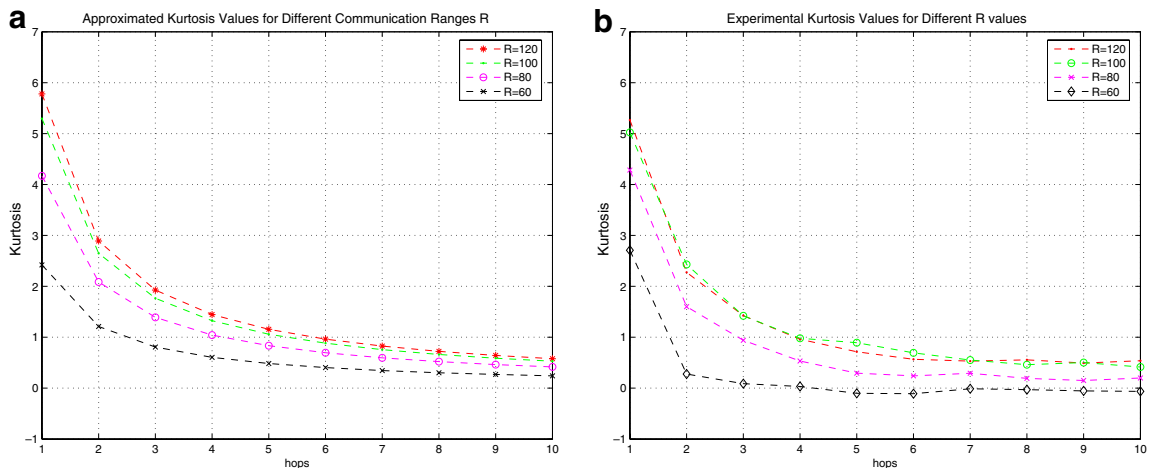 a
Approximated Kurtosis Values for Different Communication Ranges R
7
6
5
4
3
2
1
0
−1
Kurtosis
1 2 3 4 5 6 7 8 9 10
hops
R=120
R=100
R=80
R=60
b
Experimental Kurtosis Values for Different R values
7
6
5
4
3
2
1
0
−1
Kurtosis
1 2 3 4 5 6 7 8 9 10
hops
R=120
R=100
R=80
R=60